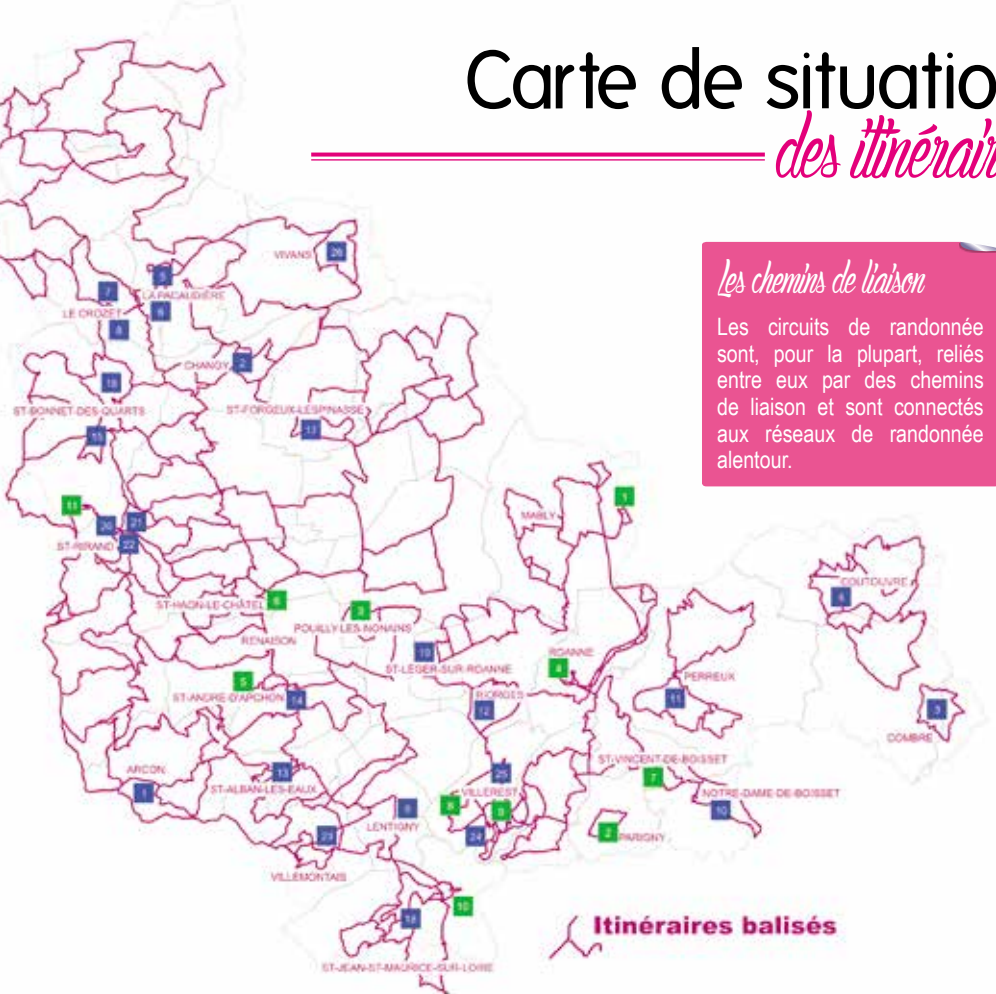 Carte de situatio
des itinérair
Les chemins de liaison
Les circuits de randonnée
sont, pour la plupart, reliés
entre eux par des chemins
de liaison et sont connectés
aux réseaux de randonnée
alentour.
VIVANS
26
5
LA PACAUDIÈRE
7
6
LE CROZET
8
CHANGY
2
18
ST-BONNET-DES-QUARTS
ST-FORGEUX-LESPINASSE
15
17
11
1
MABLY
20
21
ST-RIRAND
22
COUTOUVRE
4
ST-HAON-LE-CHÂTEL
6
3
POUILLY-LES-NONAINS
RENAISON
19
ROANNE
ST-LÉGER-SUR-ROANNE
4
PERREUX
5
ST-ANDRÉ-D'APCHON
14
RIORGES
12
11
3
COMBRE
ST-VINCENT-DE-BOISSET
ARCON
13
25
7
1
ST-ALBAN-LES-EAUX
VILLEREST
NOTRE-DAME-DE-BOISSET
9
8
9
10
LENTIGNY
23
24
2
PARIGNY
VILLEMONTAIS
10
16
Itinéraires balisés
ST-JEAN-ST-MAURICE-SUR-LOIRE